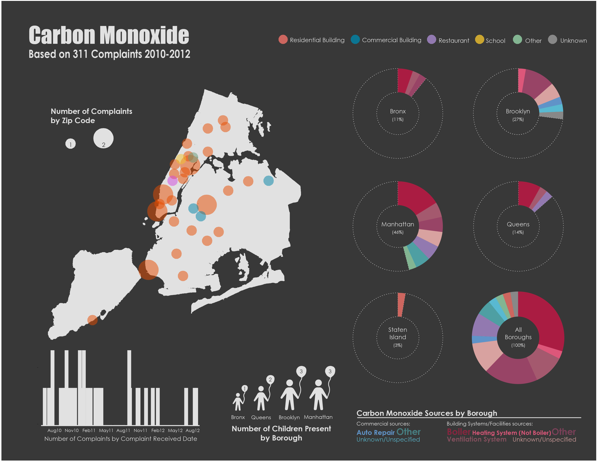 Carbon Monoxide
Based on 311 Complaints 2010-2012
Residential Building Commercial Building Restaurant School Other Unknown
Number of Complaints
by Zip Code
1 2
Bronx
(11%)
Brooklyn
(27%)
Manhattan
(46%)
Queens
(14%)
Staten
Island
(3%)
All
Boroughs
(100%)
Aug10 Nov10 Feb11 May11 Aug11 Nov11 Feb12 May12 Aug12
Number of Complaints by Complaint Received Date
1 2 3 3
Bronx Queens Brooklyn Manhattan
Number of Children Present
by Borough
Carbon Monoxide Sources by Borough
Commercial sources:
Auto Repair Other
Unknown/Unspecified
Building Systems/Facilities sources:
Boiler Heating System (Not Boiler) Other
Ventilation System Unknown/Unspecified